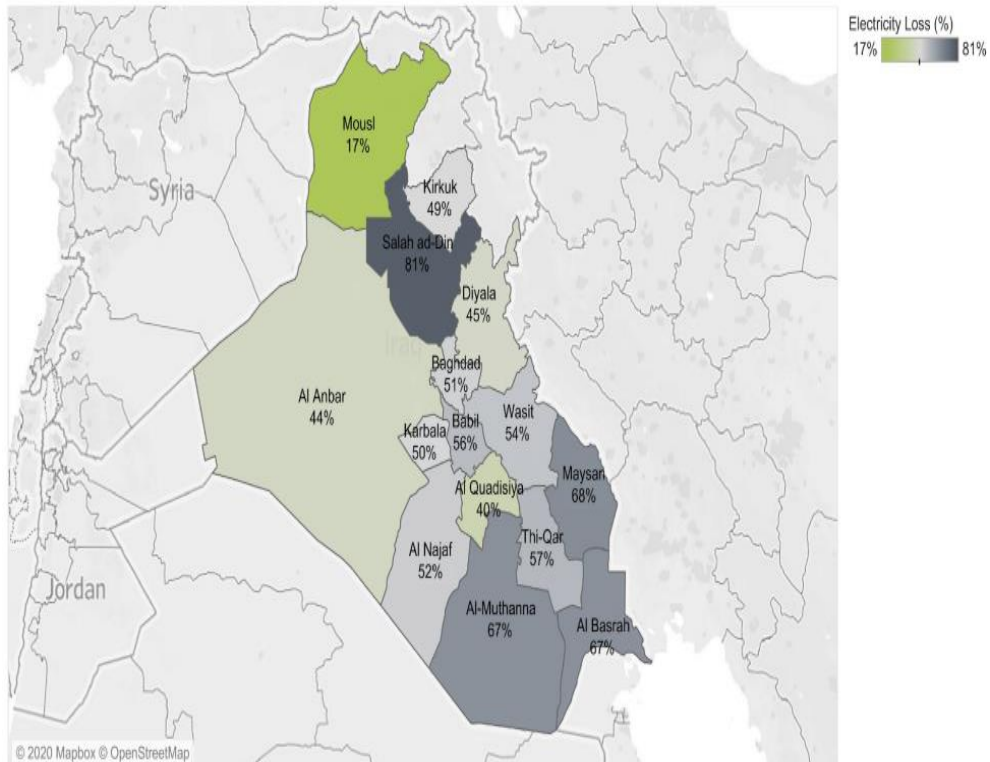 Electricity Loss (%)
17% 81%
Mousl
17%
Kirkuk
49%
Syria
Salah ad-Din
81%
Diyala
45%
Iraq
Baghdad
51%
Al Anbar
44%
Wasit
54%
Karbala
50%
Babil
56%
Maysan
68%
Al Quadisiya
40%
Thi-Qar
57%
Al Najaf
52%
Jordan
Al-Muthanna
67%
Al Basrah
67%
© 2020 Mapbox © OpenStreetMap